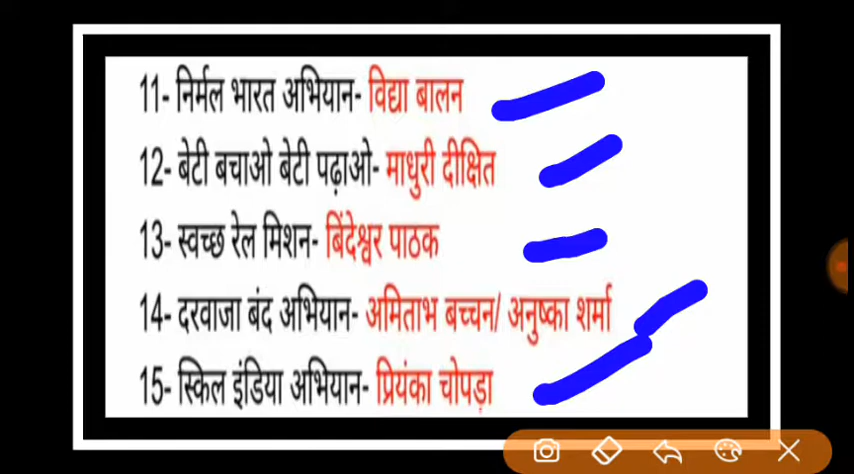 11- निर्मल भारत अभियान- विद्या बालन
12- बेटी बचाओ बेटी पढ़ाओ- माधुरी दीक्षित
13- स्वच्छ रेल मिशन- बिंदेश्वर पाठक
14- दरवाजा बंद अभियान- अमिताभ बच्चन/ अनुष्का शर्मा
15- स्किल इंडिया अभियान- प्रियंका चोपड़ा